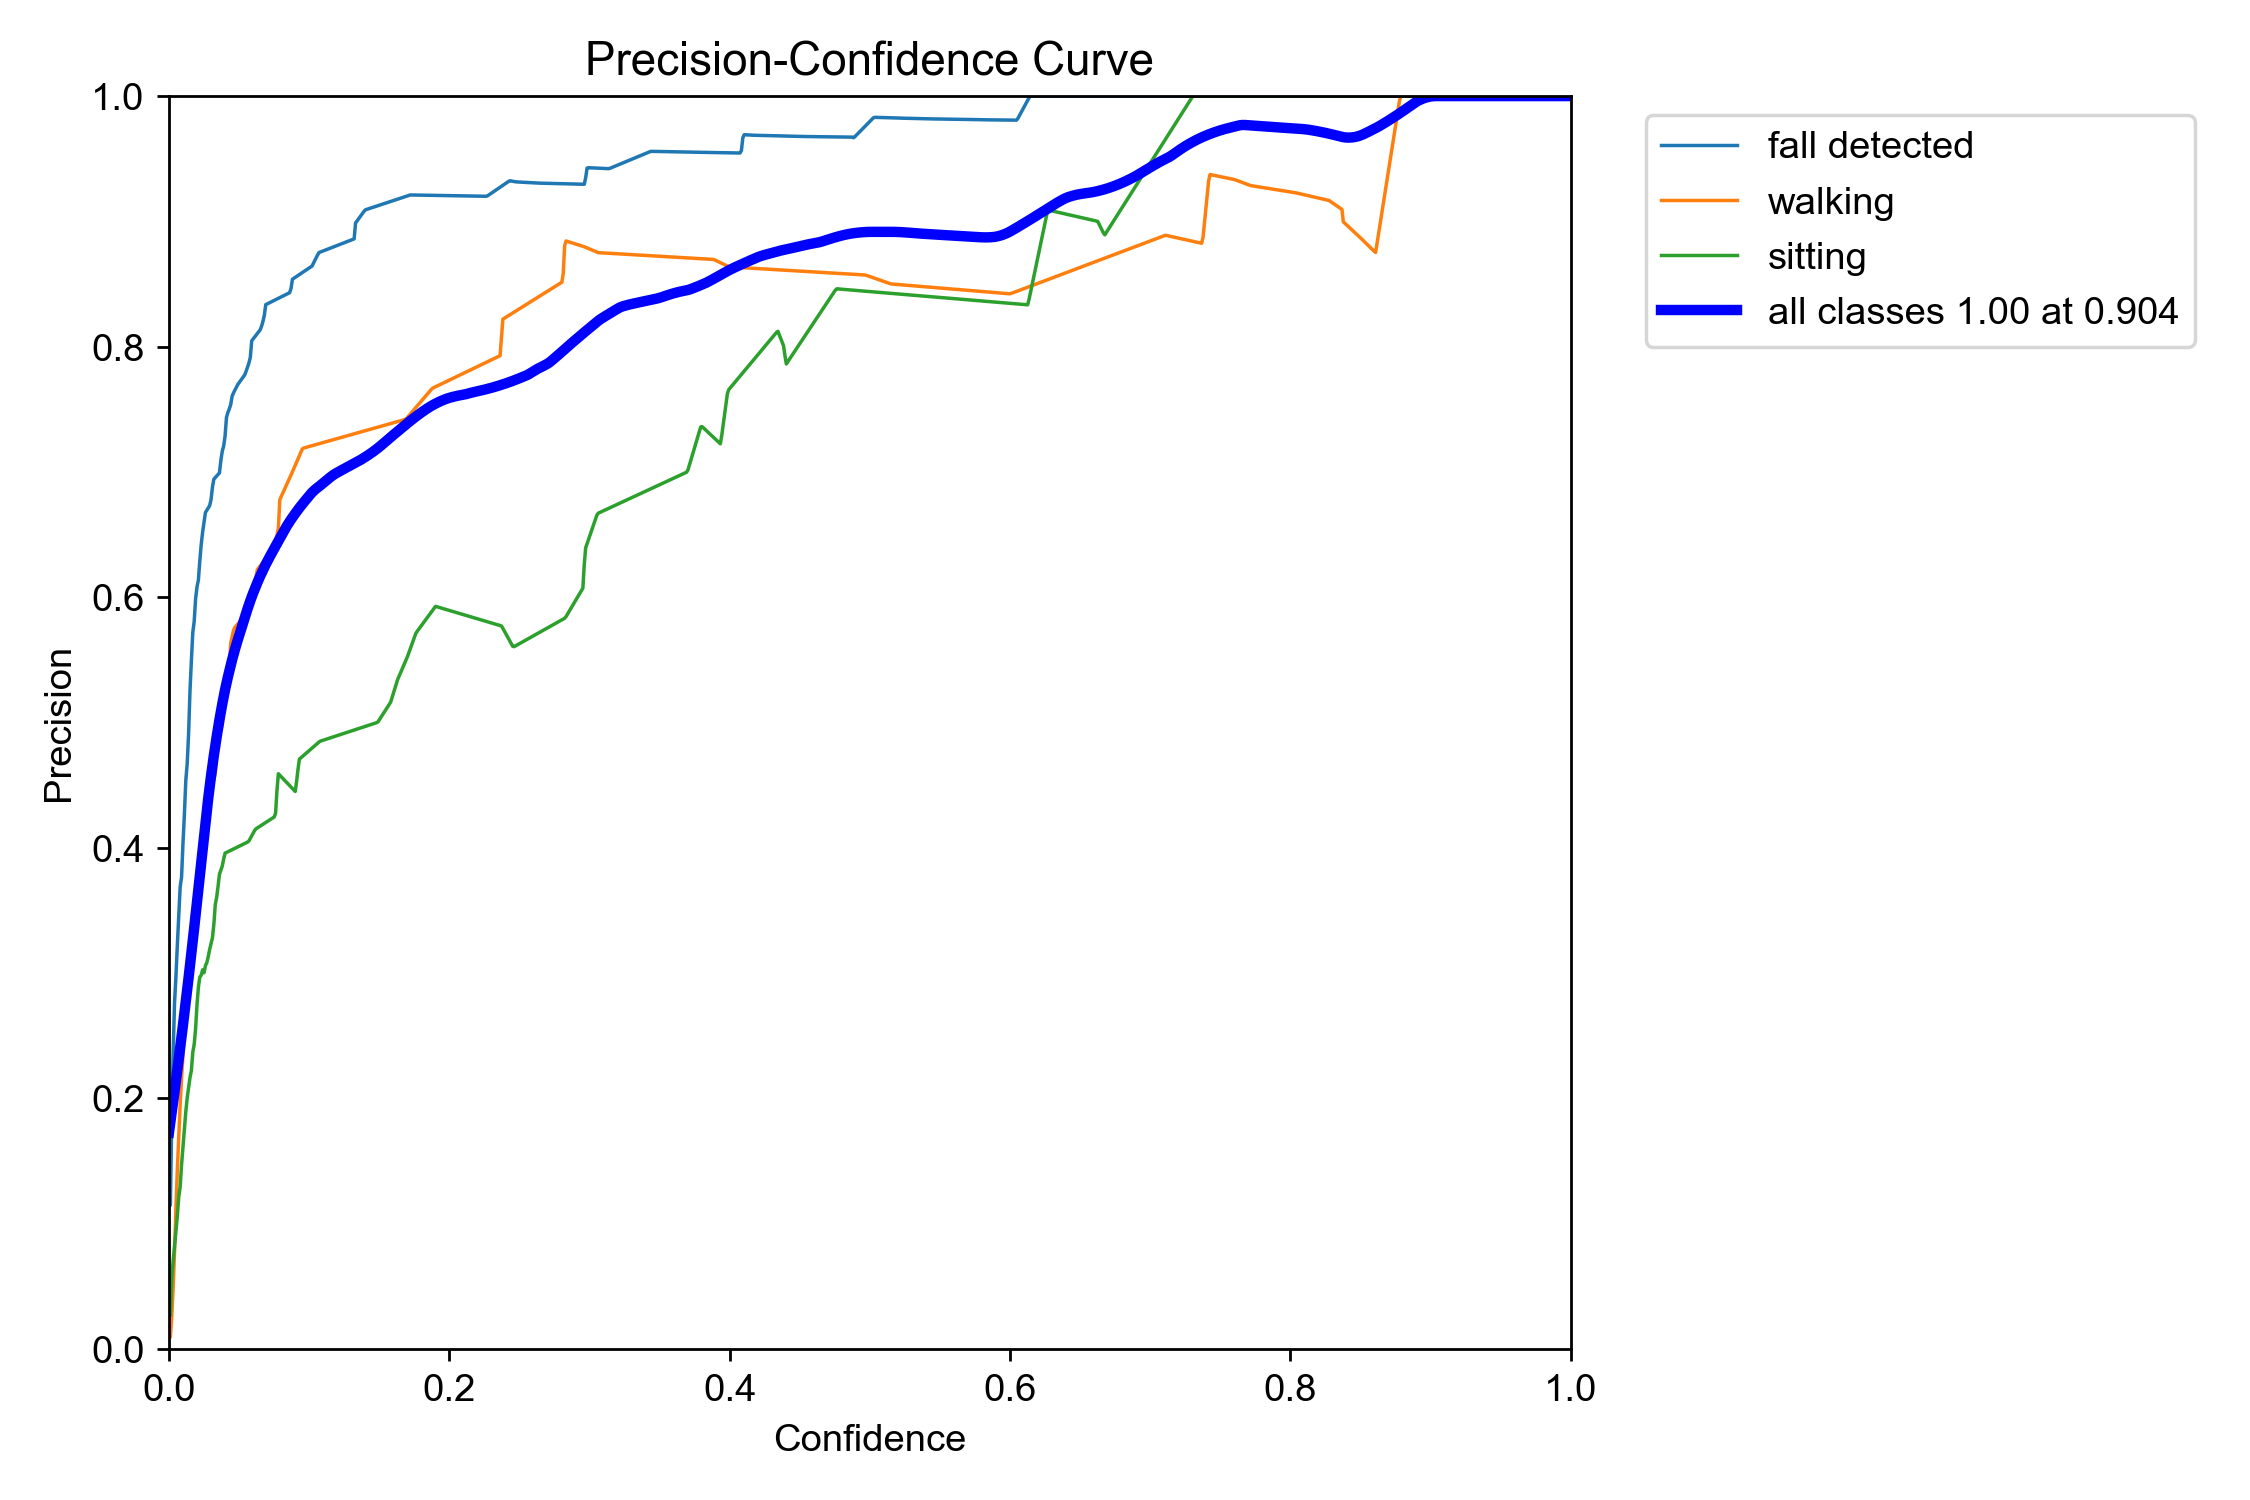 Precision-Confidence Curve
1.0
0.8
0.6
0.4
0.2
0.0
Precision
0.0 0.2 0.4 0.6 0.8 1.0
Confidence
fall detected
walking
sitting
all classes 1.00 at 0.904